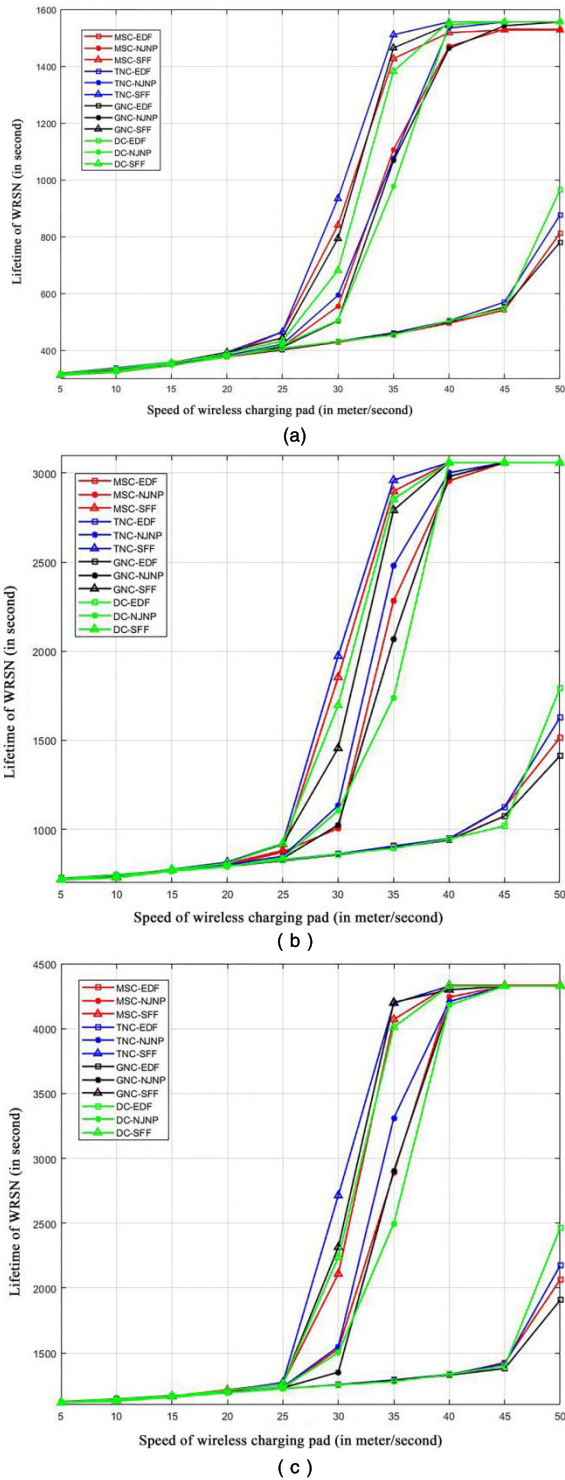 1600
1400
1200
1000
800
600
400
Lifetime of WRSN (in second)
MSC-EDF
MSC-NJNP
MSC-SFF
TNC-EDF
TNC-NJNP
TNC-SFF
GNC-EDF
GNC-NJNP
GNC-SFF
DC-EDF
DC-NJNP
DC-SFF
5 10 15 20 25 30 35 40 45 50
Speed of wireless charging pad (in meter/second)
(a)
3000
2500
2000
1500
1000
Lifetime of WRSN (in second)
MSC-EDF
MSC-NJNP
MSC-SFF
TNC-EDF
TNC-NJNP
TNC-SFF
GNC-EDF
GNC-NJNP
GNC-SFF
DC-EDF
DC-NJNP
DC-SFF
5 10 15 20 25 30 35 40 45 50
Speed of wireless charging pad (in meter/second)
( b )
4500
4000
3500
3000
2500
2000
1500
Lifetime of WRSN (in second)
MSC-EDF
MSC-NJNP
MSC-SFF
TNC-EDF
TNC-NJNP
TNC-SFF
GNC-EDF
GNC-NJNP
GNC-SFF
DC-EDF
DC-NJNP
DC-SFF
5 10 15 20 25 30 35 40 45 50
Speed of wireless charging pad (in meter/second)
( c )